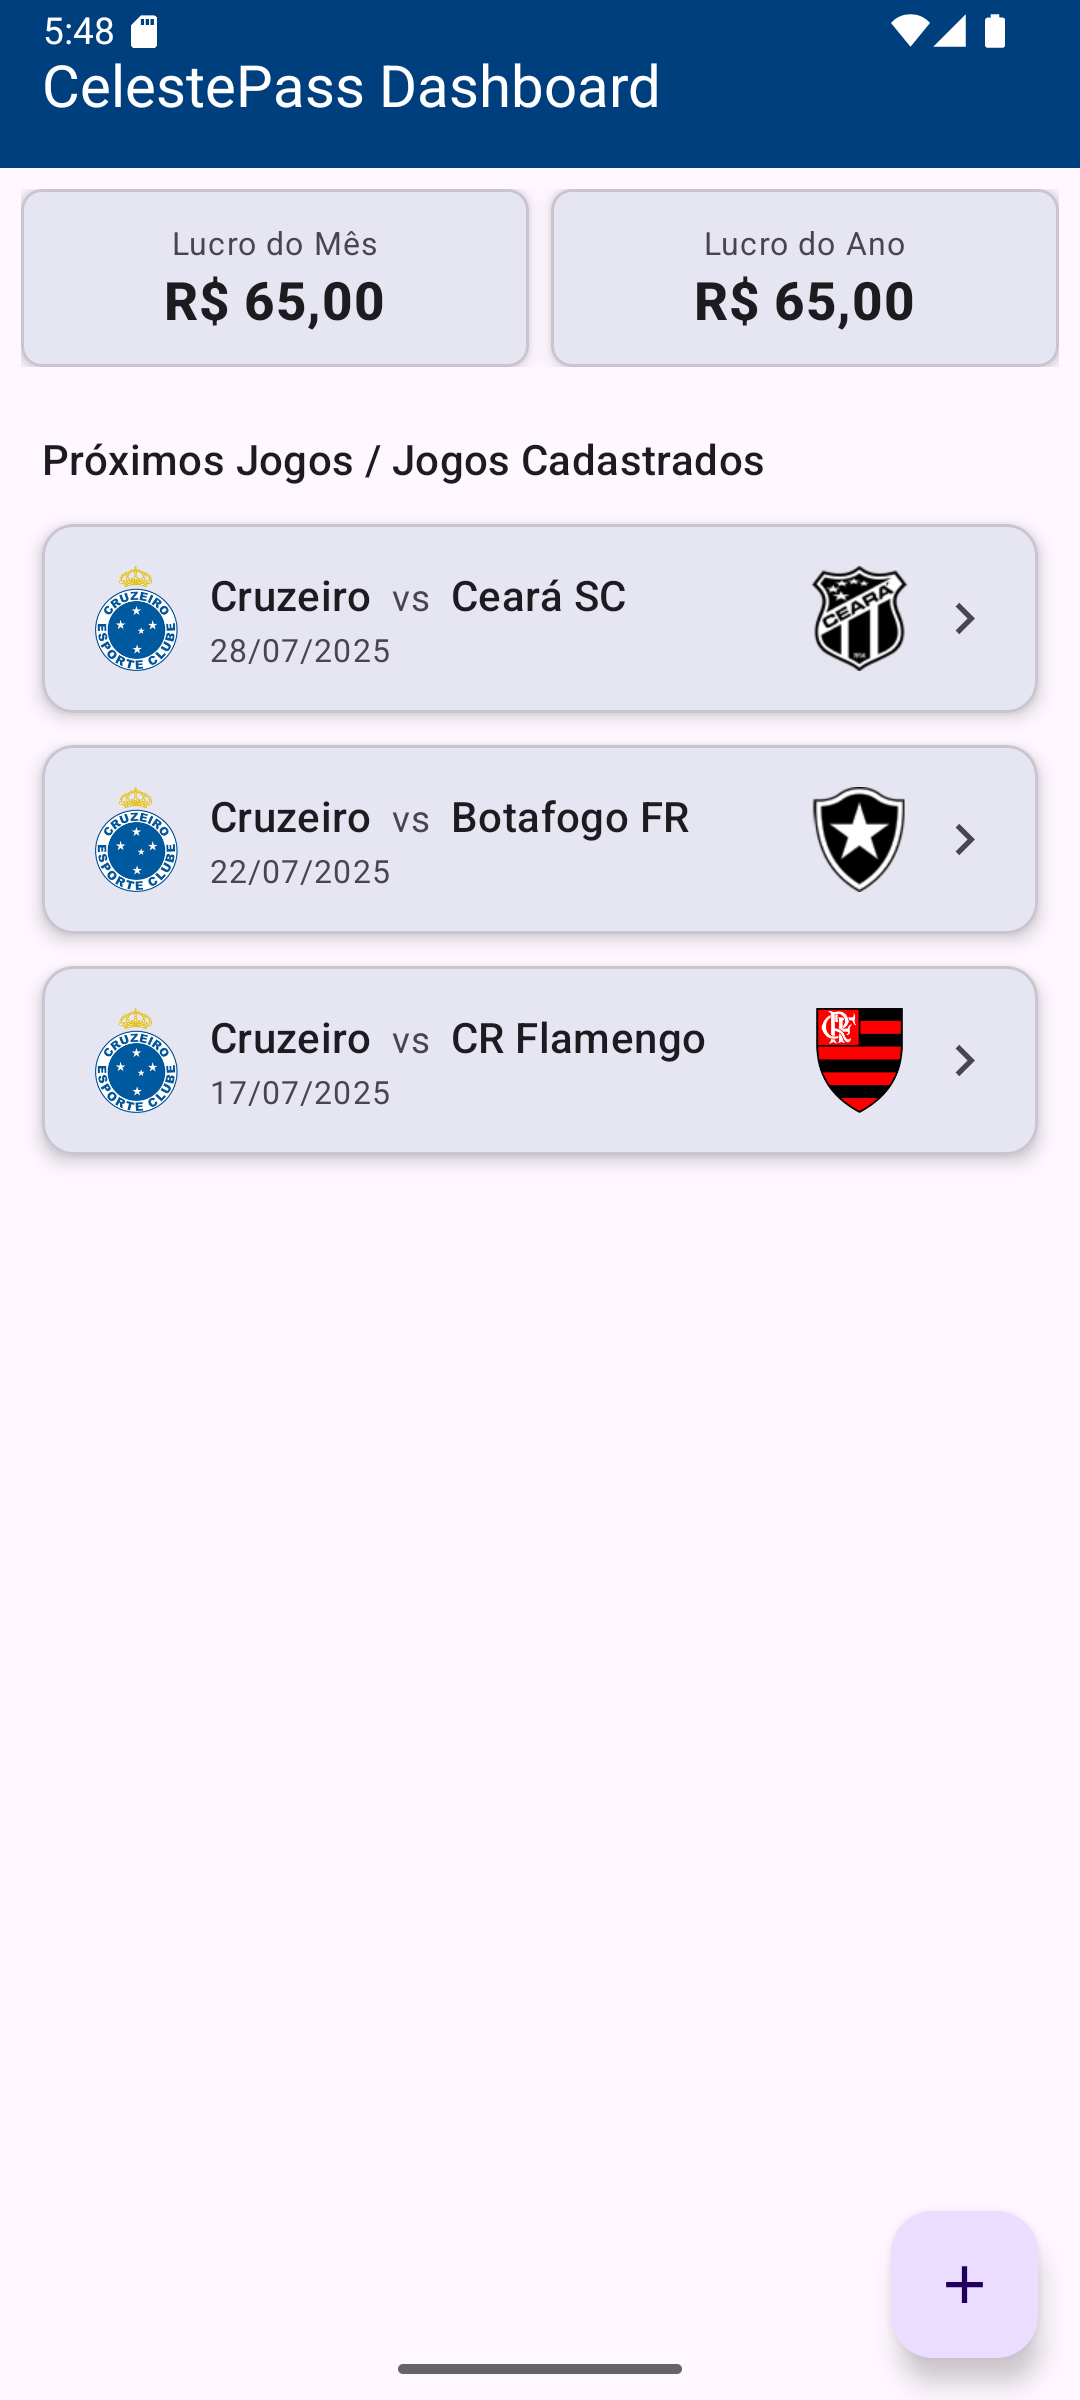 5:48
CelestePass Dashboard
Lucro do Mês
R$ 65,00
Lucro do Ano
R$ 65,00
Próximos Jogos / Jogos Cadastrados
CRUZEIRO
ESPORTE CLUBE
Cruzeiro vs Ceará SC
28/07/2025
CEARÁ
1914
CRUZEIRO
ESPORTE CLUBE
Cruzeiro vs Botafogo FR
22/07/2025
CRUZEIRO
ESPORTE CLUBE
Cruzeiro vs CR Flamengo
17/07/2025
CRF
+